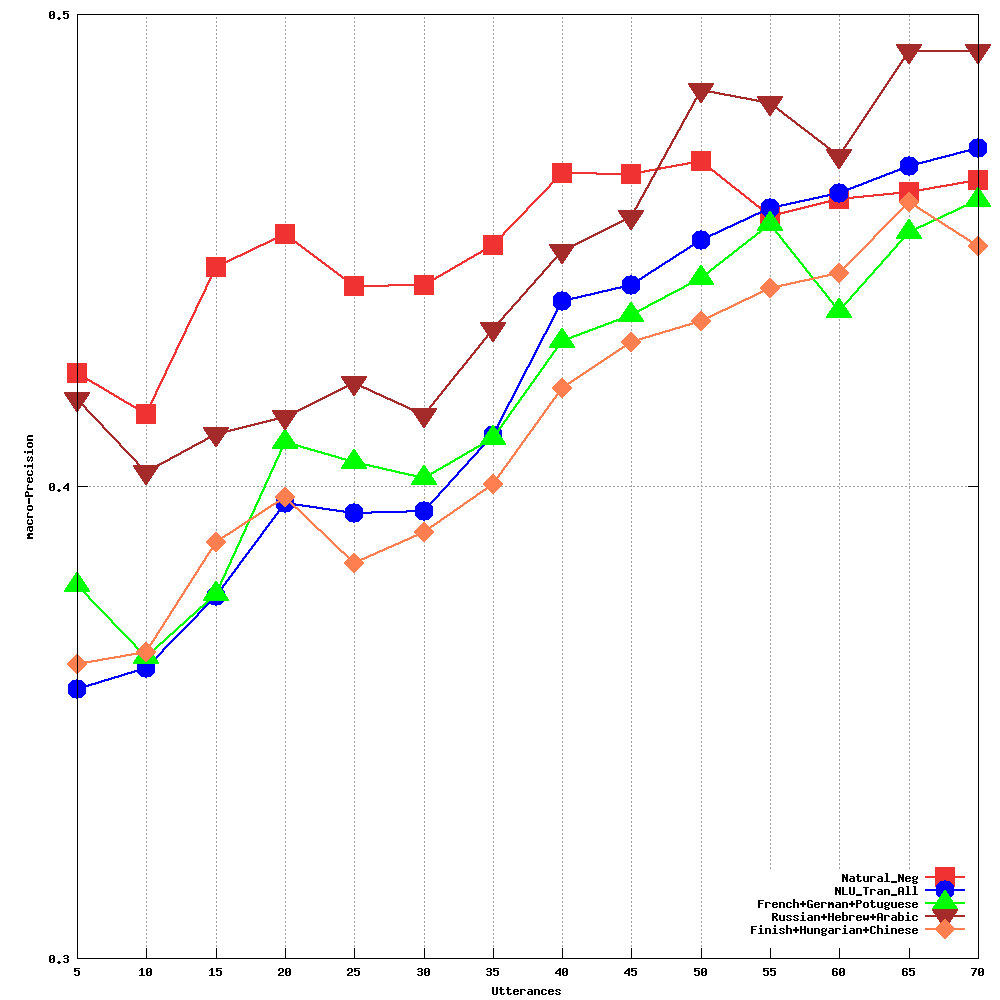 0.5
0.4
0.3
macro-Precision
5 10 15 20 25 30 35 40 45 50 55 60 65 70
Utterances
Natural_Neg
NLU_Tran_All
French+German+Potuguese
Russian+Hebrew+Arabic
Finish+Hungarian+Chinese